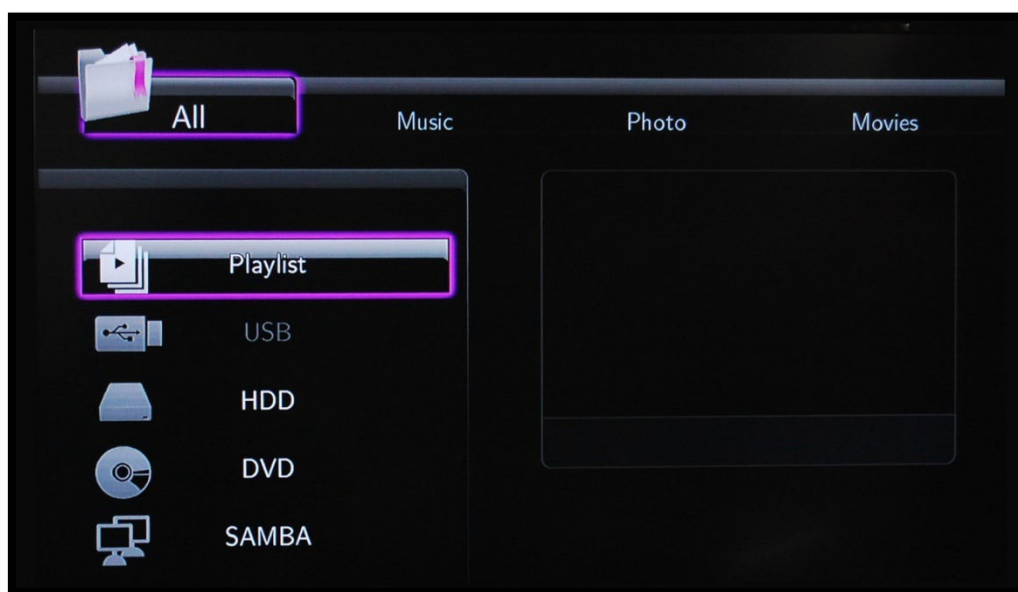 All
Music
Photo
Movies
Playlist
USB
HDD
DVD
SAMBA